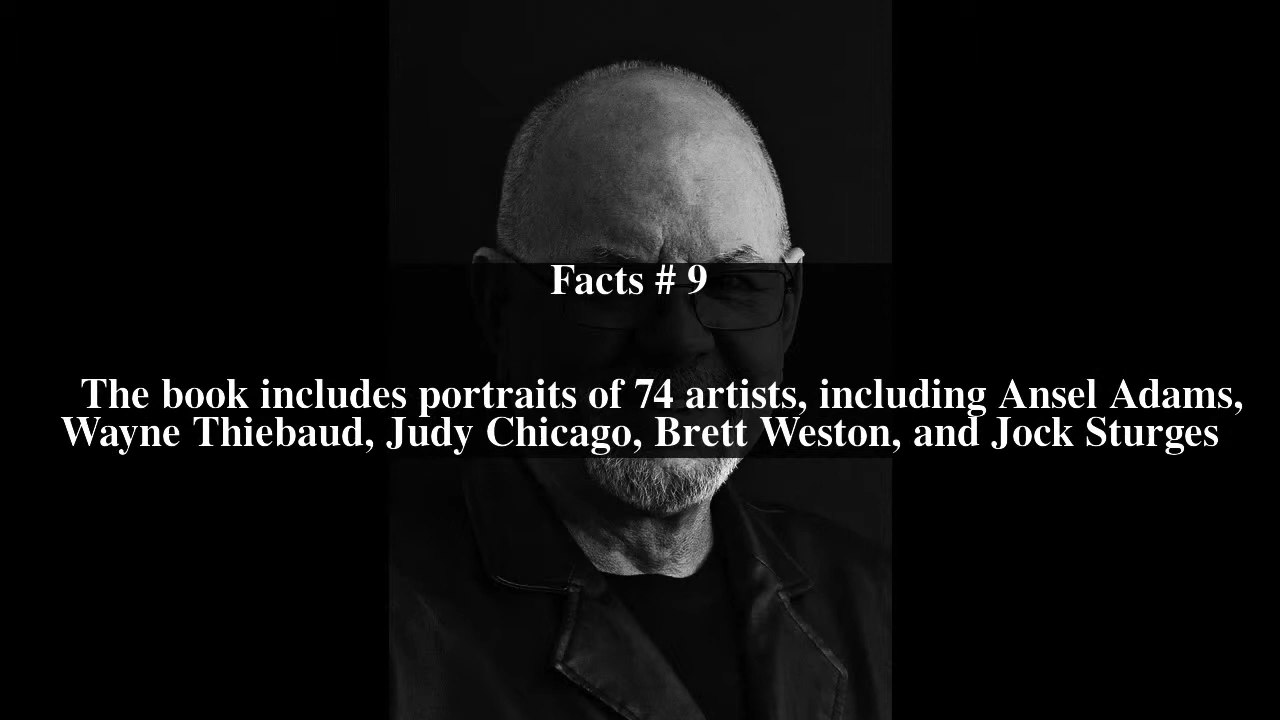 Facts # 9
The book includes portraits of 74 artists, including Ansel Adams,
Wayne Thiebaud, Judy Chicago, Brett Weston, and Jock Sturges